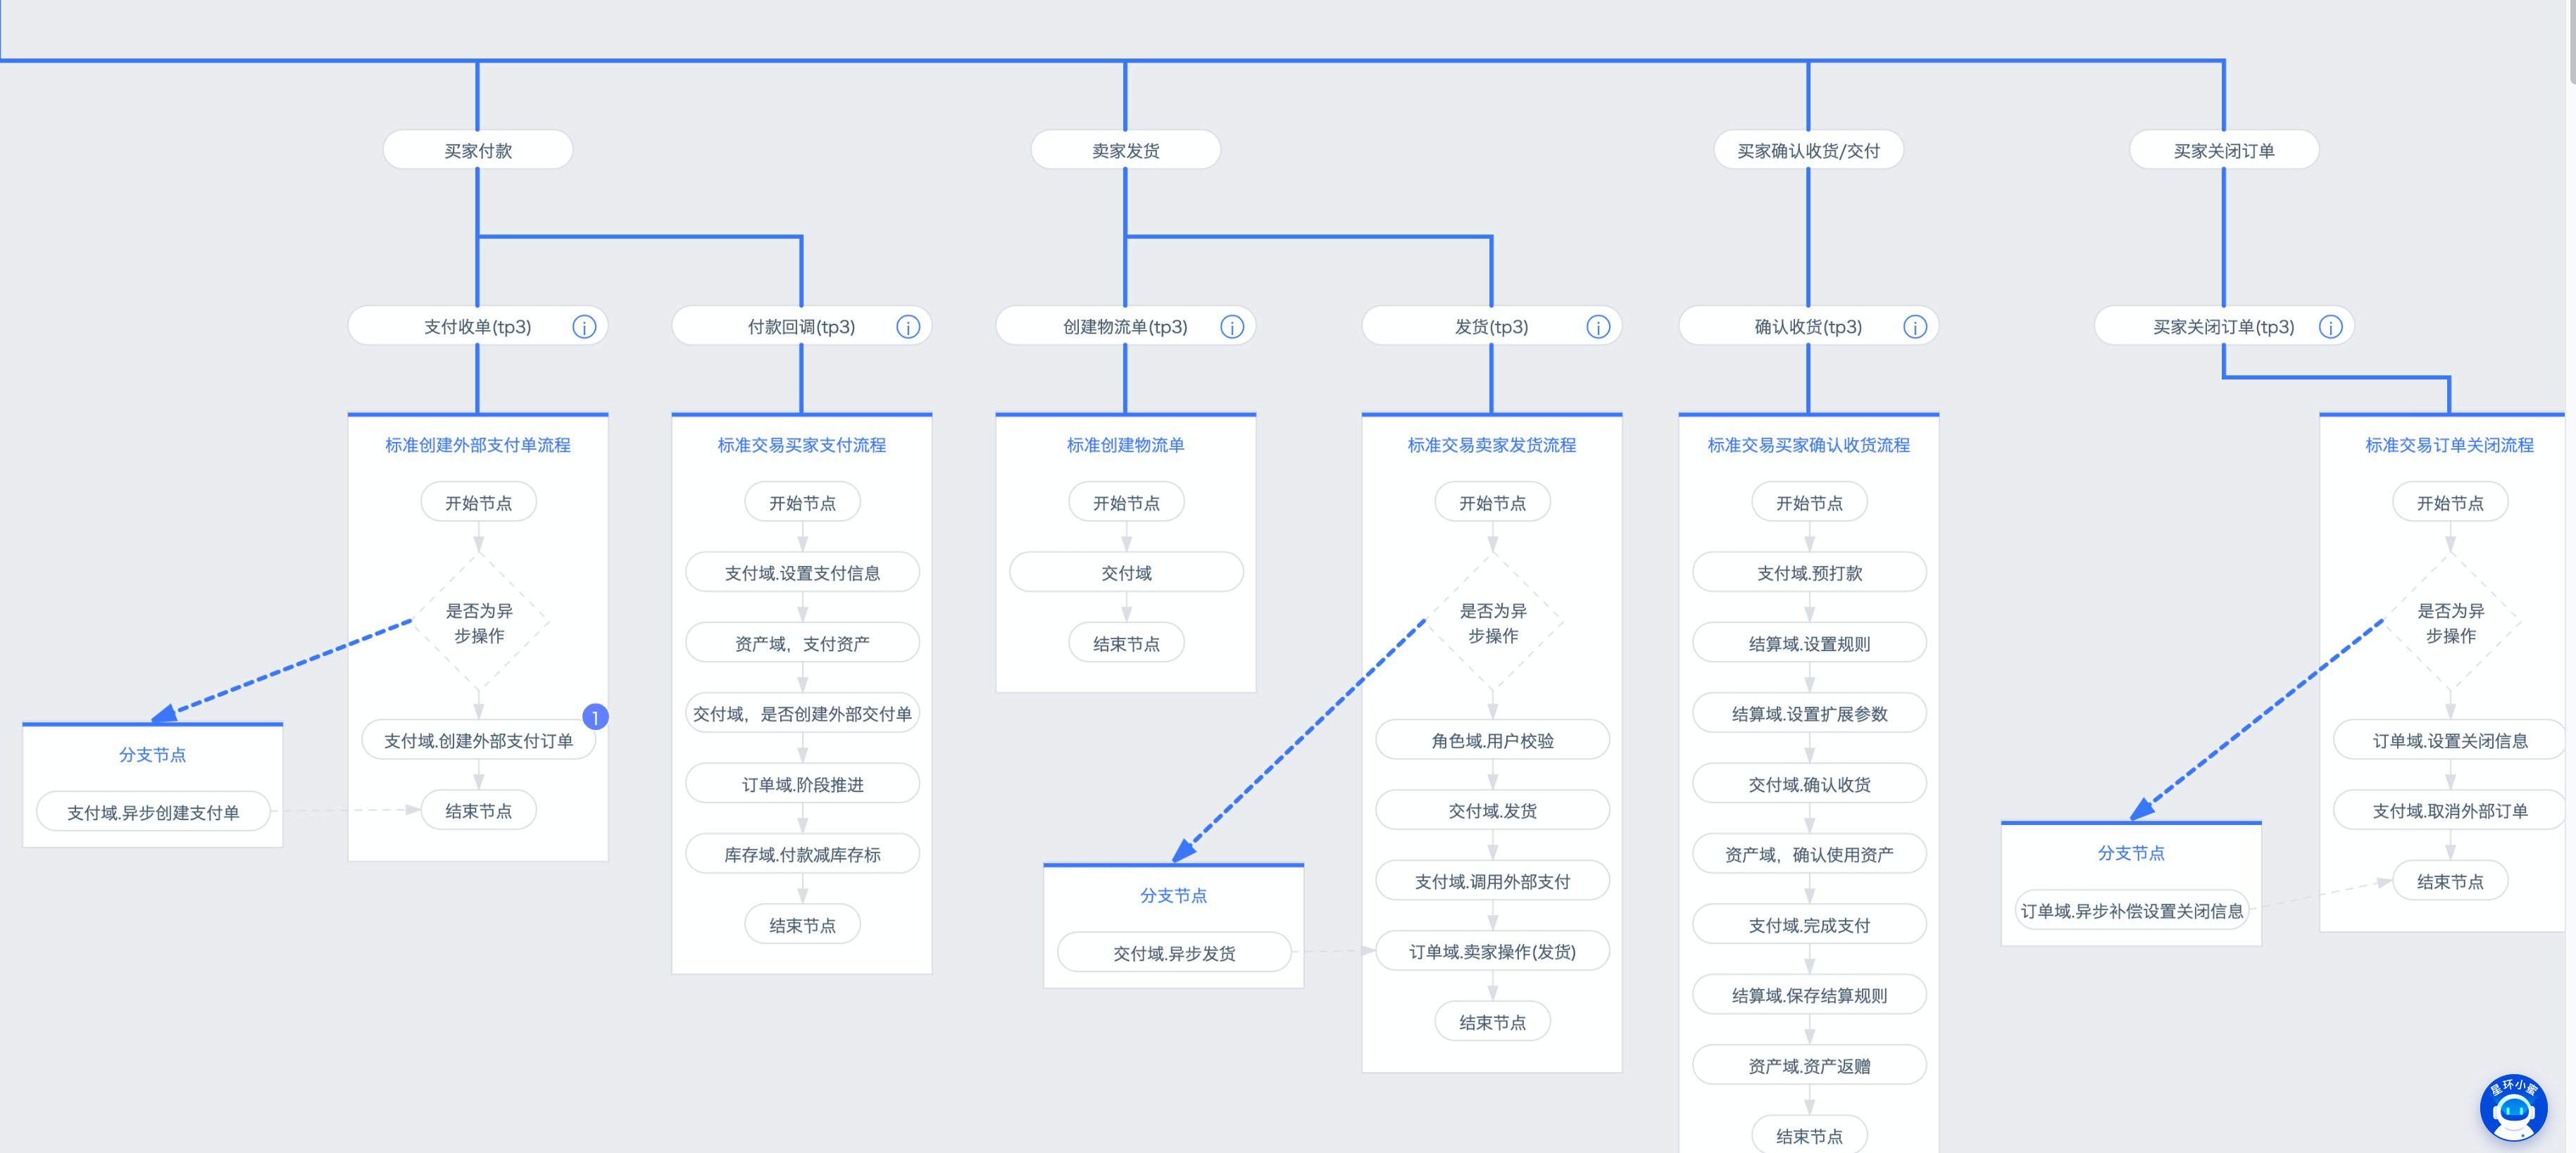 买家付款
卖家发货
买家确认收货/交付
买家关闭订单
支付收单(tp3)
付款回调(tp3)
创建物流单(tp3)
发货(tp3)
确认收货(tp3)
买家关闭订单(tp3)
标准创建外部支付单流程
开始节点
是否为异
步操作
1
支付域.创建外部支付订单
结束节点
分支节点
支付域.异步创建支付单
标准交易买家支付流程
开始节点
支付域.设置支付信息
资产域，支付资产
交付域，是否创建外部交付单
订单域.阶段推进
库存域.付款减库存标
结束节点
标准创建物流单
开始节点
交付域
结束节点
标准交易卖家发货流程
开始节点
是否为异
步操作
角色域.用户校验
交付域.发货
支付域.调用外部支付
订单域.卖家操作(发货)
结束节点
分支节点
交付域.异步发货
标准交易买家确认收货流程
开始节点
支付域.预打款
结算域.设置规则
结算域.设置扩展参数
交付域.确认收货
资产域，确认使用资产
支付域.完成支付
结算域.保存结算规则
资产域.资产返赠
结束节点
标准交易订单关闭流程
开始节点
是否为异
步操作
订单域.设置关闭信息
支付域.取消外部订单
结束节点
分支节点
订单域.异步补偿设置关闭信息
星环小蜜